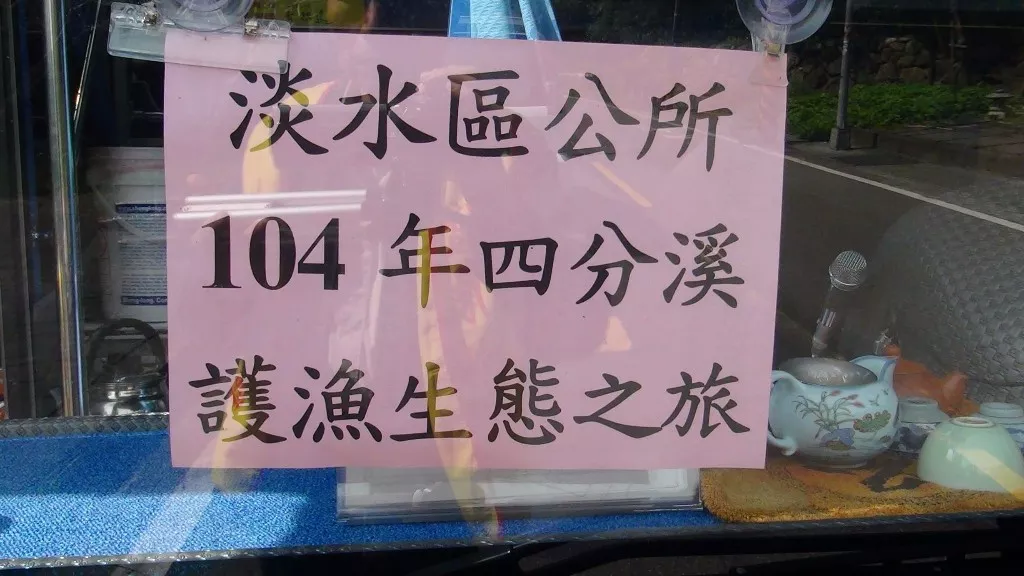 淡水區公所
104 年四分溪
護漁生態之旅